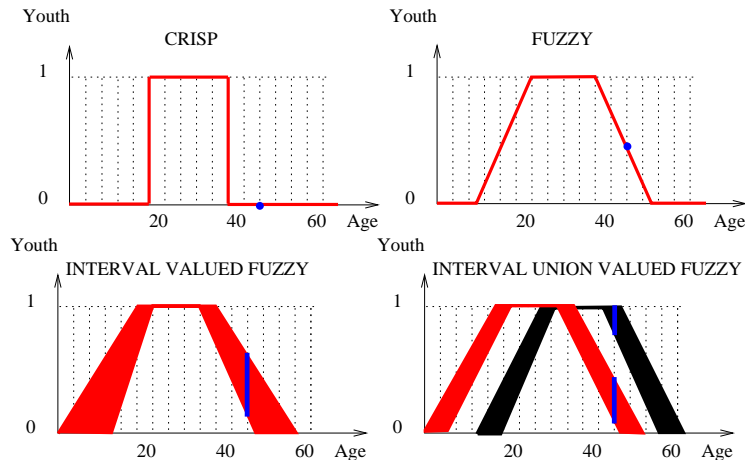 Youth
CRISP
1
0
20
40
60
Age
Youth
FUZZY
1
0
20
40
60
Age
Youth
INTERVAL VALUED FUZZY
1
0
20
40
60
Age
Youth
INTERVAL UNION VALUED FUZZY
1
0
20
40
60
Age